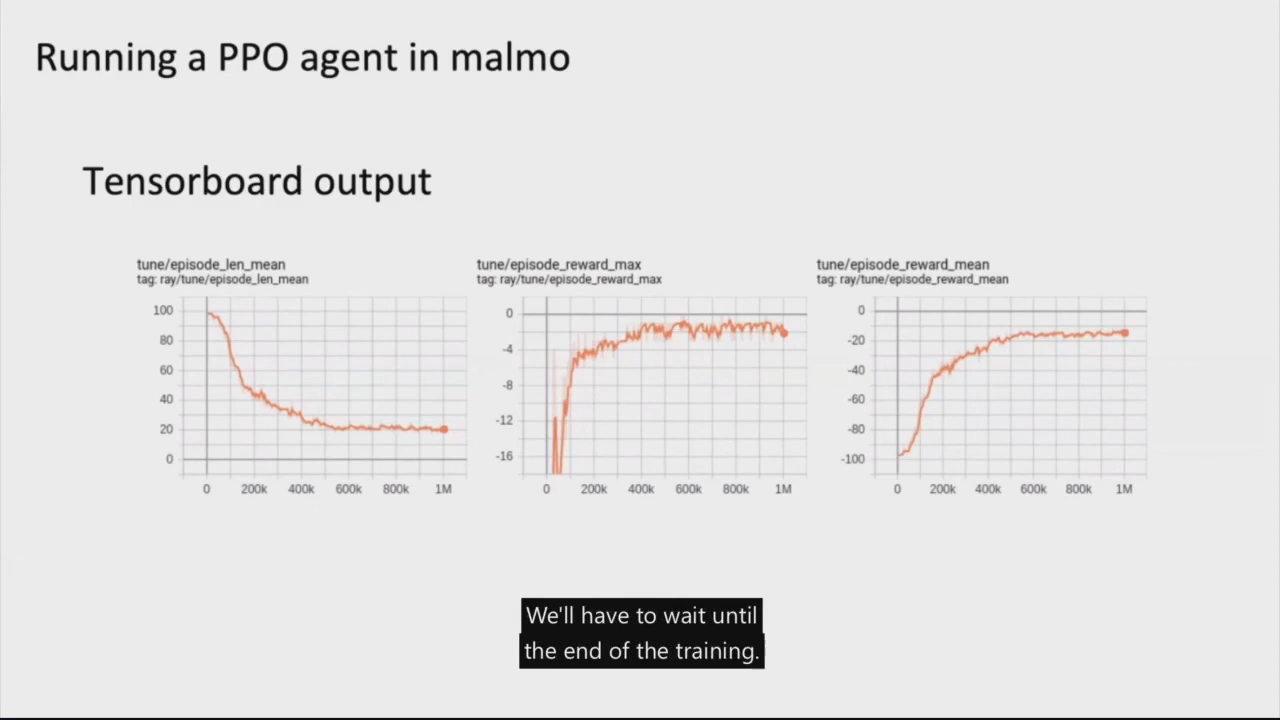 Running a PPO agent in malmo
Tensorboard output
tune/episode_len_mean
tag: ray/tune/episode_len_mean
100
80
60
40
20
0
0 200k 400k 600k 800k 1M
tune/episode_reward_max
tag: ray/tune/episode_reward_max
0
-4
-8
-12
-16
0 200k 400k 600k 800k 1M
tune/episode_reward_mean
tag: ray/tune/episode_reward_mean
0
-20
-40
-60
-80
-100
0 200k 400k 600k 800k 1M
We'll have to wait until
the end of the training.